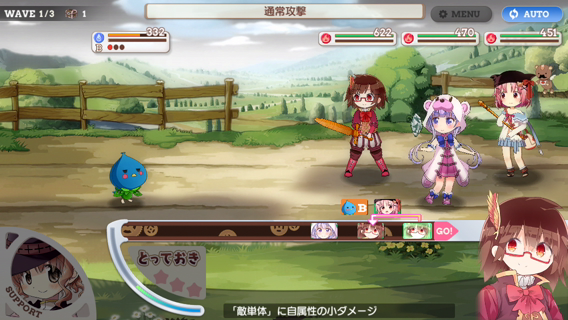 WAVE 1/3
1
通常攻撃
MENU
AUTO
332
B
622
470
451
B
GO!
とっておき
SUPPORT
「敵単体」に自属性の小ダメージ